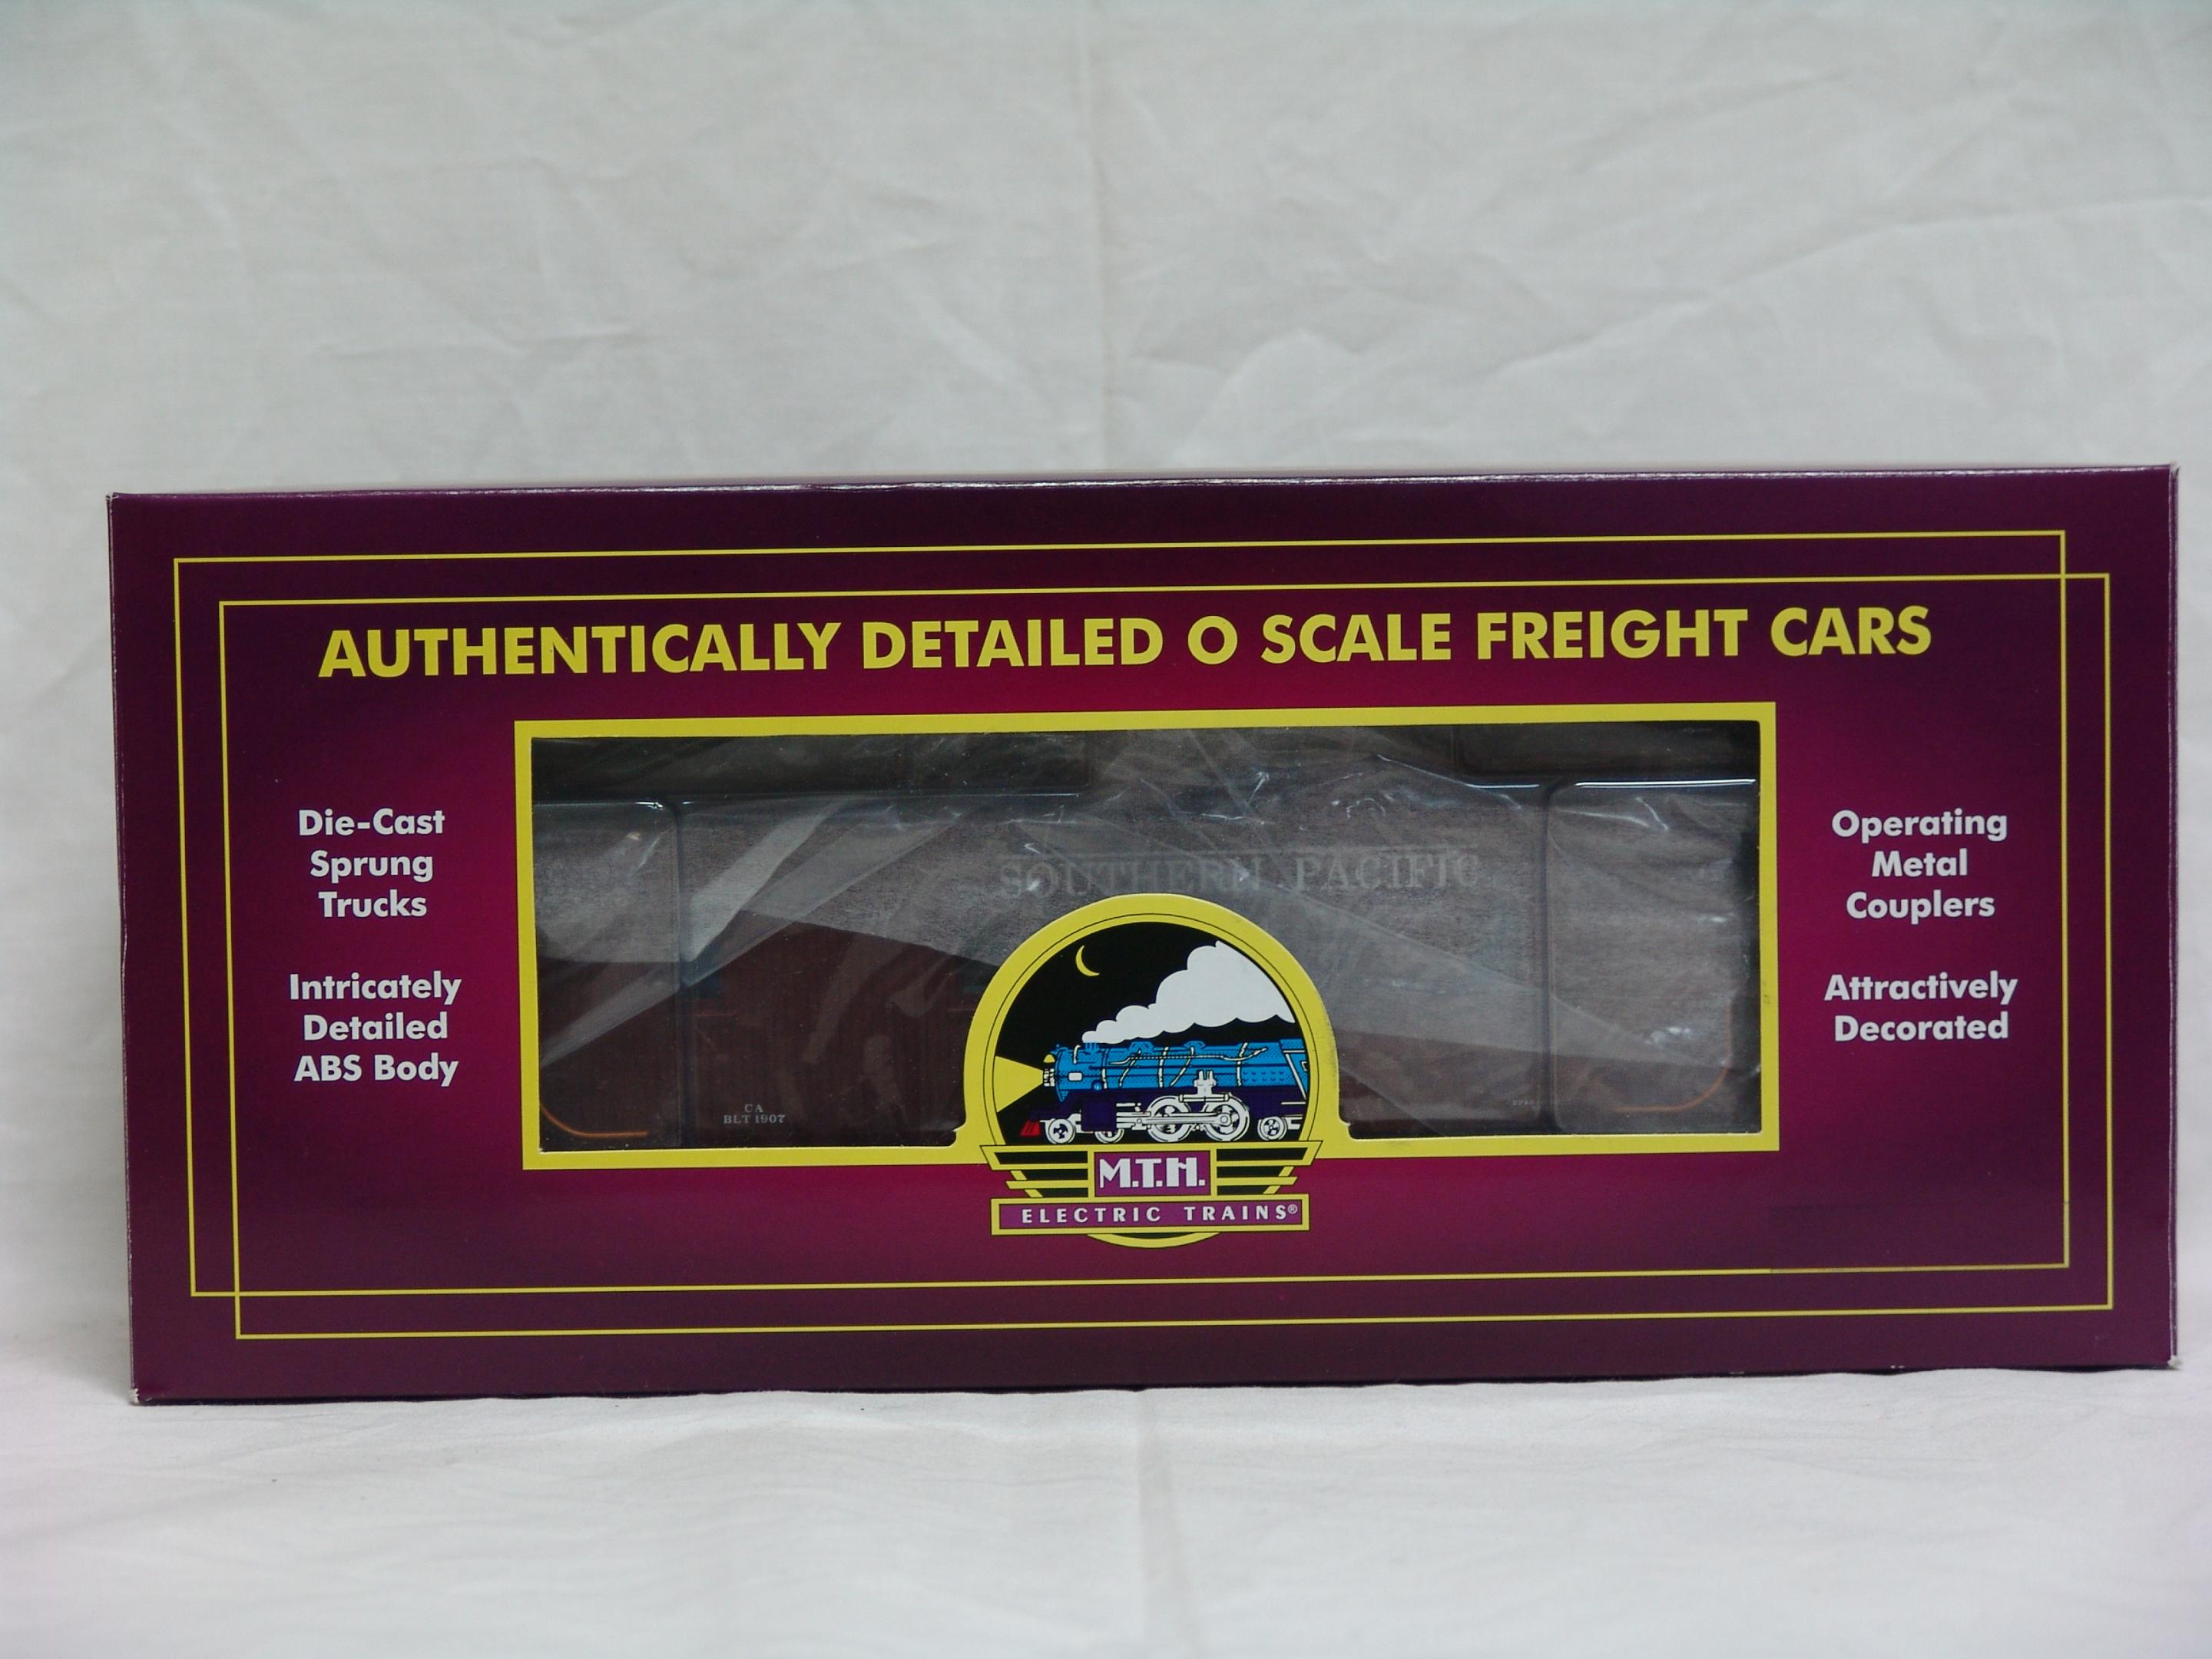 AUTHENTICALLY DETAILED O SCALE FREIGHT CARS
Die-Cast
Sprung
Trucks
Intricately
Detailed
ABS Body
SOUTHERN PACIFIC
CA
BLT 1907
Operating
Metal
Couplers
Attractively
Decorated
M.T.H.
ELECTRIC TRAINS®